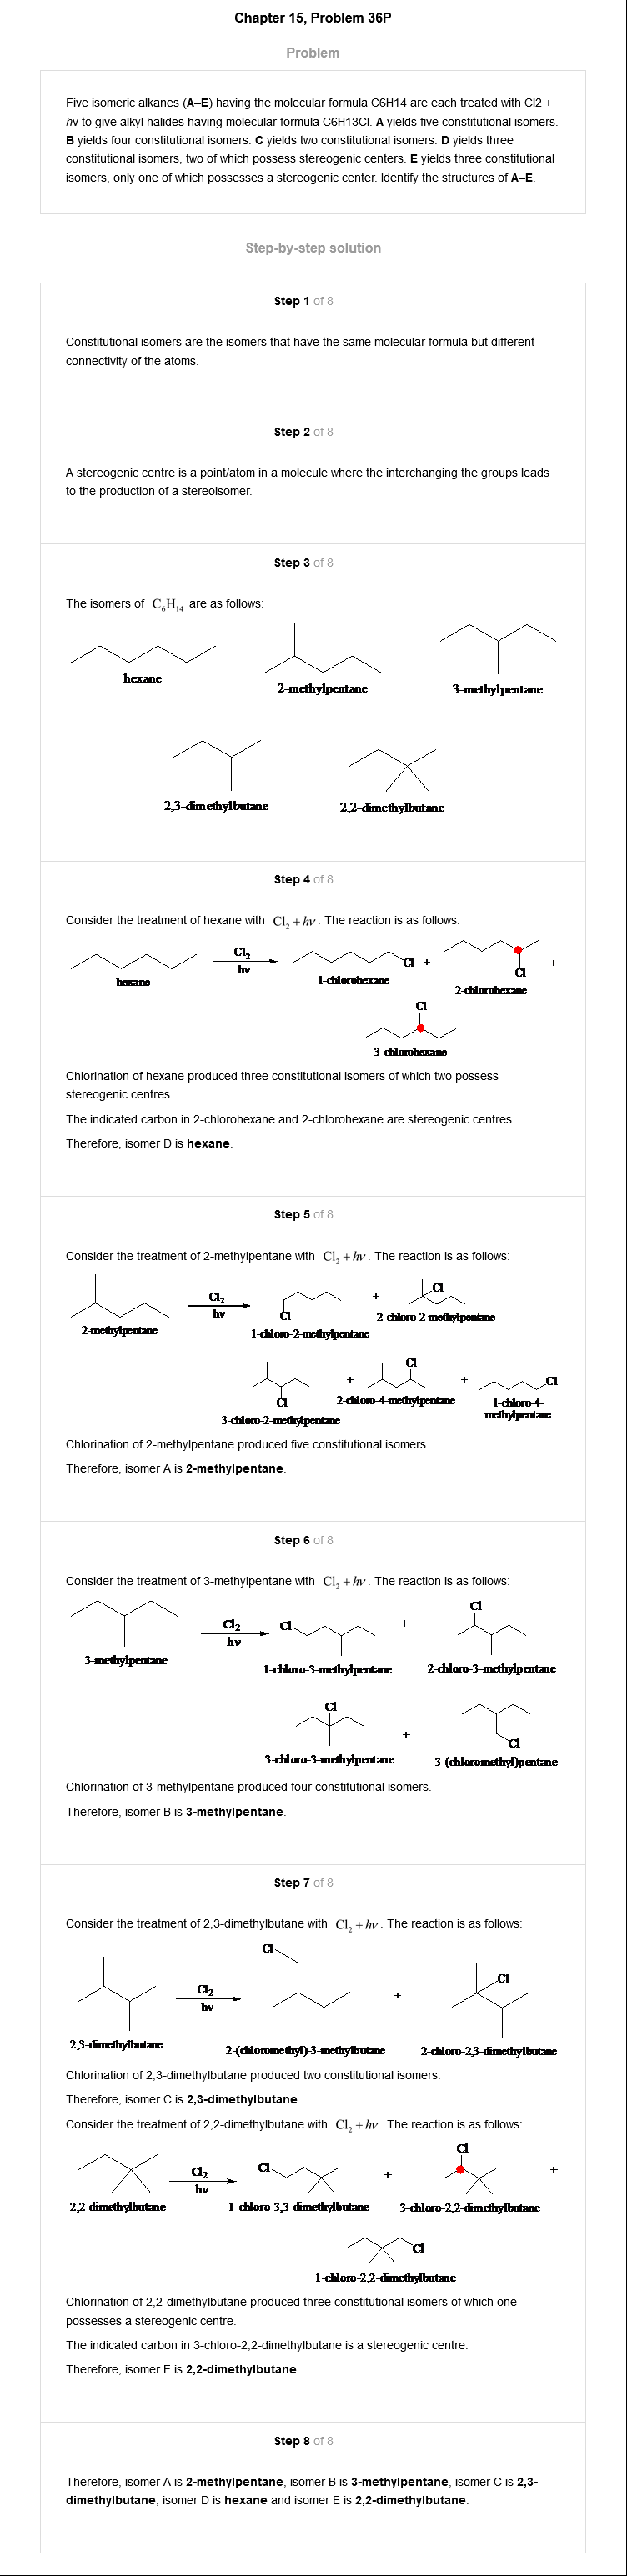 Chapter 15, Problem 36P
Problem
Five isomeric alkanes (A–E) having the molecular formula C6H14 are each treated with Cl2 +
hv to give alkyl halides having molecular formula C6H13Cl. A yields five constitutional isomers.
B yields four constitutional isomers. C yields two constitutional isomers. D yields three
constitutional isomers, two of which possess stereogenic centers. E yields three constitutional
isomers, only one of which possesses a stereogenic center. Identify the structures of A–E.
Step-by-step solution
Step 1 of 8
Constitutional isomers are the isomers that have the same molecular formula but different
connectivity of the atoms.
Step 2 of 8
A stereogenic centre is a point/atom in a molecule where the interchanging the groups leads
to the production of a stereoisomer.
Step 3 of 8
The isomers of C6H14 are as follows:
hexane
2-methylpentane
3-methylpentane
2,3-dimethylbutane
2,2-dimethylbutane
Step 4 of 8
Consider the treatment of hexane with Cl2 + hv. The reaction is as follows:
hexane
Cl2
hv
Cl
+
1-chlorohexane
Cl
+
2-chlorohexane
Cl
3-chlorohexane
Chlorination of hexane produced three constitutional isomers of which two possess
stereogenic centres.
The indicated carbon in 2-chlorohexane and 2-chlorohexane are stereogenic centres.
Therefore, isomer D is hexane.
Step 5 of 8
Consider the treatment of 2-methylpentane with Cl2 + hv. The reaction is as follows:
2-methylpentane
Cl2
hv
Cl
+
1-chloro-2-methylpentane
Cl
2-chloro-2-methylpentane
Cl
+
3-chloro-2-methylpentane
Cl
+
2-chloro-4-methylpentane
Cl
1-chloro-4-
methylpentane
Chlorination of 2-methylpentane produced five constitutional isomers.
Therefore, isomer A is 2-methylpentane.
Step 6 of 8
Consider the treatment of 3-methylpentane with Cl2 + hv. The reaction is as follows:
3-methylpentane
Cl2
hv
Cl
+
1-chloro-3-methylpentane
Cl
2-chloro-3-methylpentane
Cl
+
3-chloro-3-methylpentane
Cl
3-(chloromethyl)pentane
Chlorination of 3-methylpentane produced four constitutional isomers.
Therefore, isomer B is 3-methylpentane.
Step 7 of 8
Consider the treatment of 2,3-dimethylbutane with Cl2 + hv. The reaction is as follows:
2,3-dimethylbutane
Cl2
hv
Cl
+
2-(chloromethyl)-3-methylbutane
Cl
2-chloro-2,3-dimethylbutane
Chlorination of 2,3-dimethylbutane produced two constitutional isomers.
Therefore, isomer C is 2,3-dimethylbutane.
Consider the treatment of 2,2-dimethylbutane with Cl2 + hv. The reaction is as follows:
2,2-dimethylbutane
Cl2
hv
Cl
+
1-chloro-3,3-dimethylbutane
Cl
+
3-chloro-2,2-dimethylbutane
Cl
1-chloro-2,2-dimethylbutane
Chlorination of 2,2-dimethylbutane produced three constitutional isomers of which one
possesses a stereogenic centre.
The indicated carbon in 3-chloro-2,2-dimethylbutane is a stereogenic centre.
Therefore, isomer E is 2,2-dimethylbutane.
Step 8 of 8
Therefore, isomer A is 2-methylpentane, isomer B is 3-methylpentane, isomer C is 2,3-
dimethylbutane, isomer D is hexane and isomer E is 2,2-dimethylbutane.